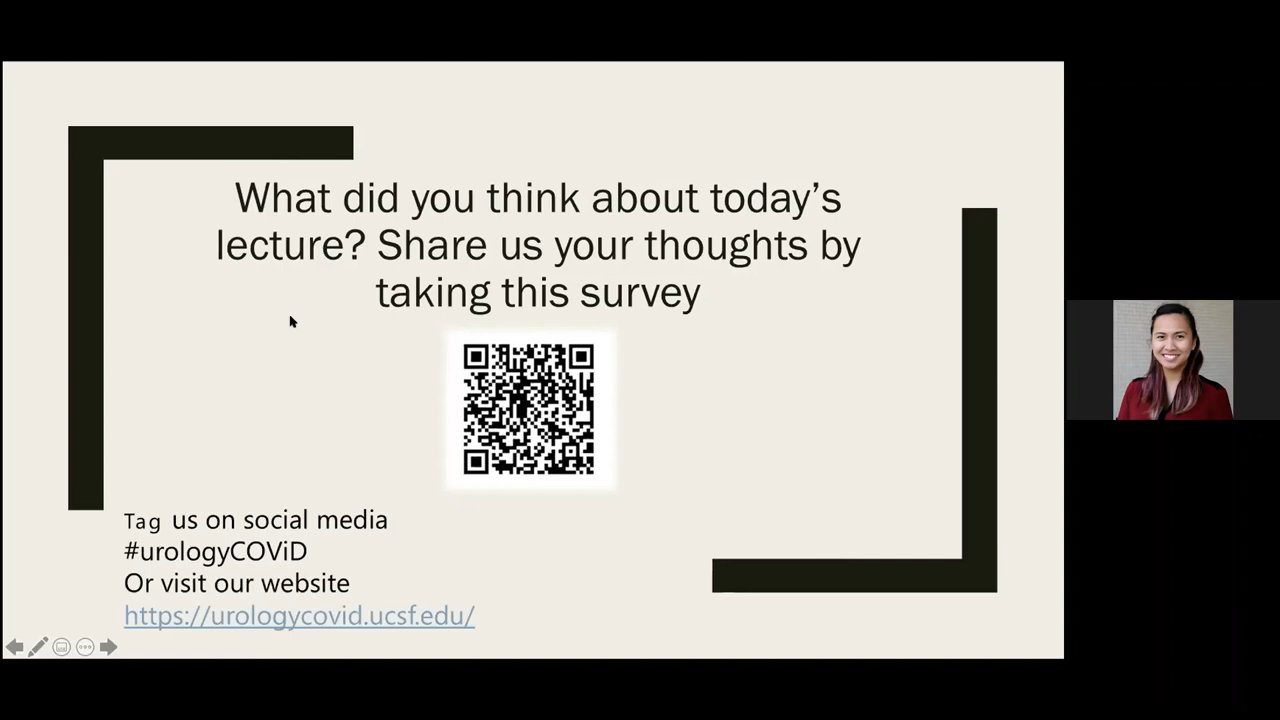 What did you think about today’s
lecture? Share us your thoughts by
taking this survey
Tag us on social media
#urologyCOViD
Or visit our website
https://urologycovid.ucsf.edu/